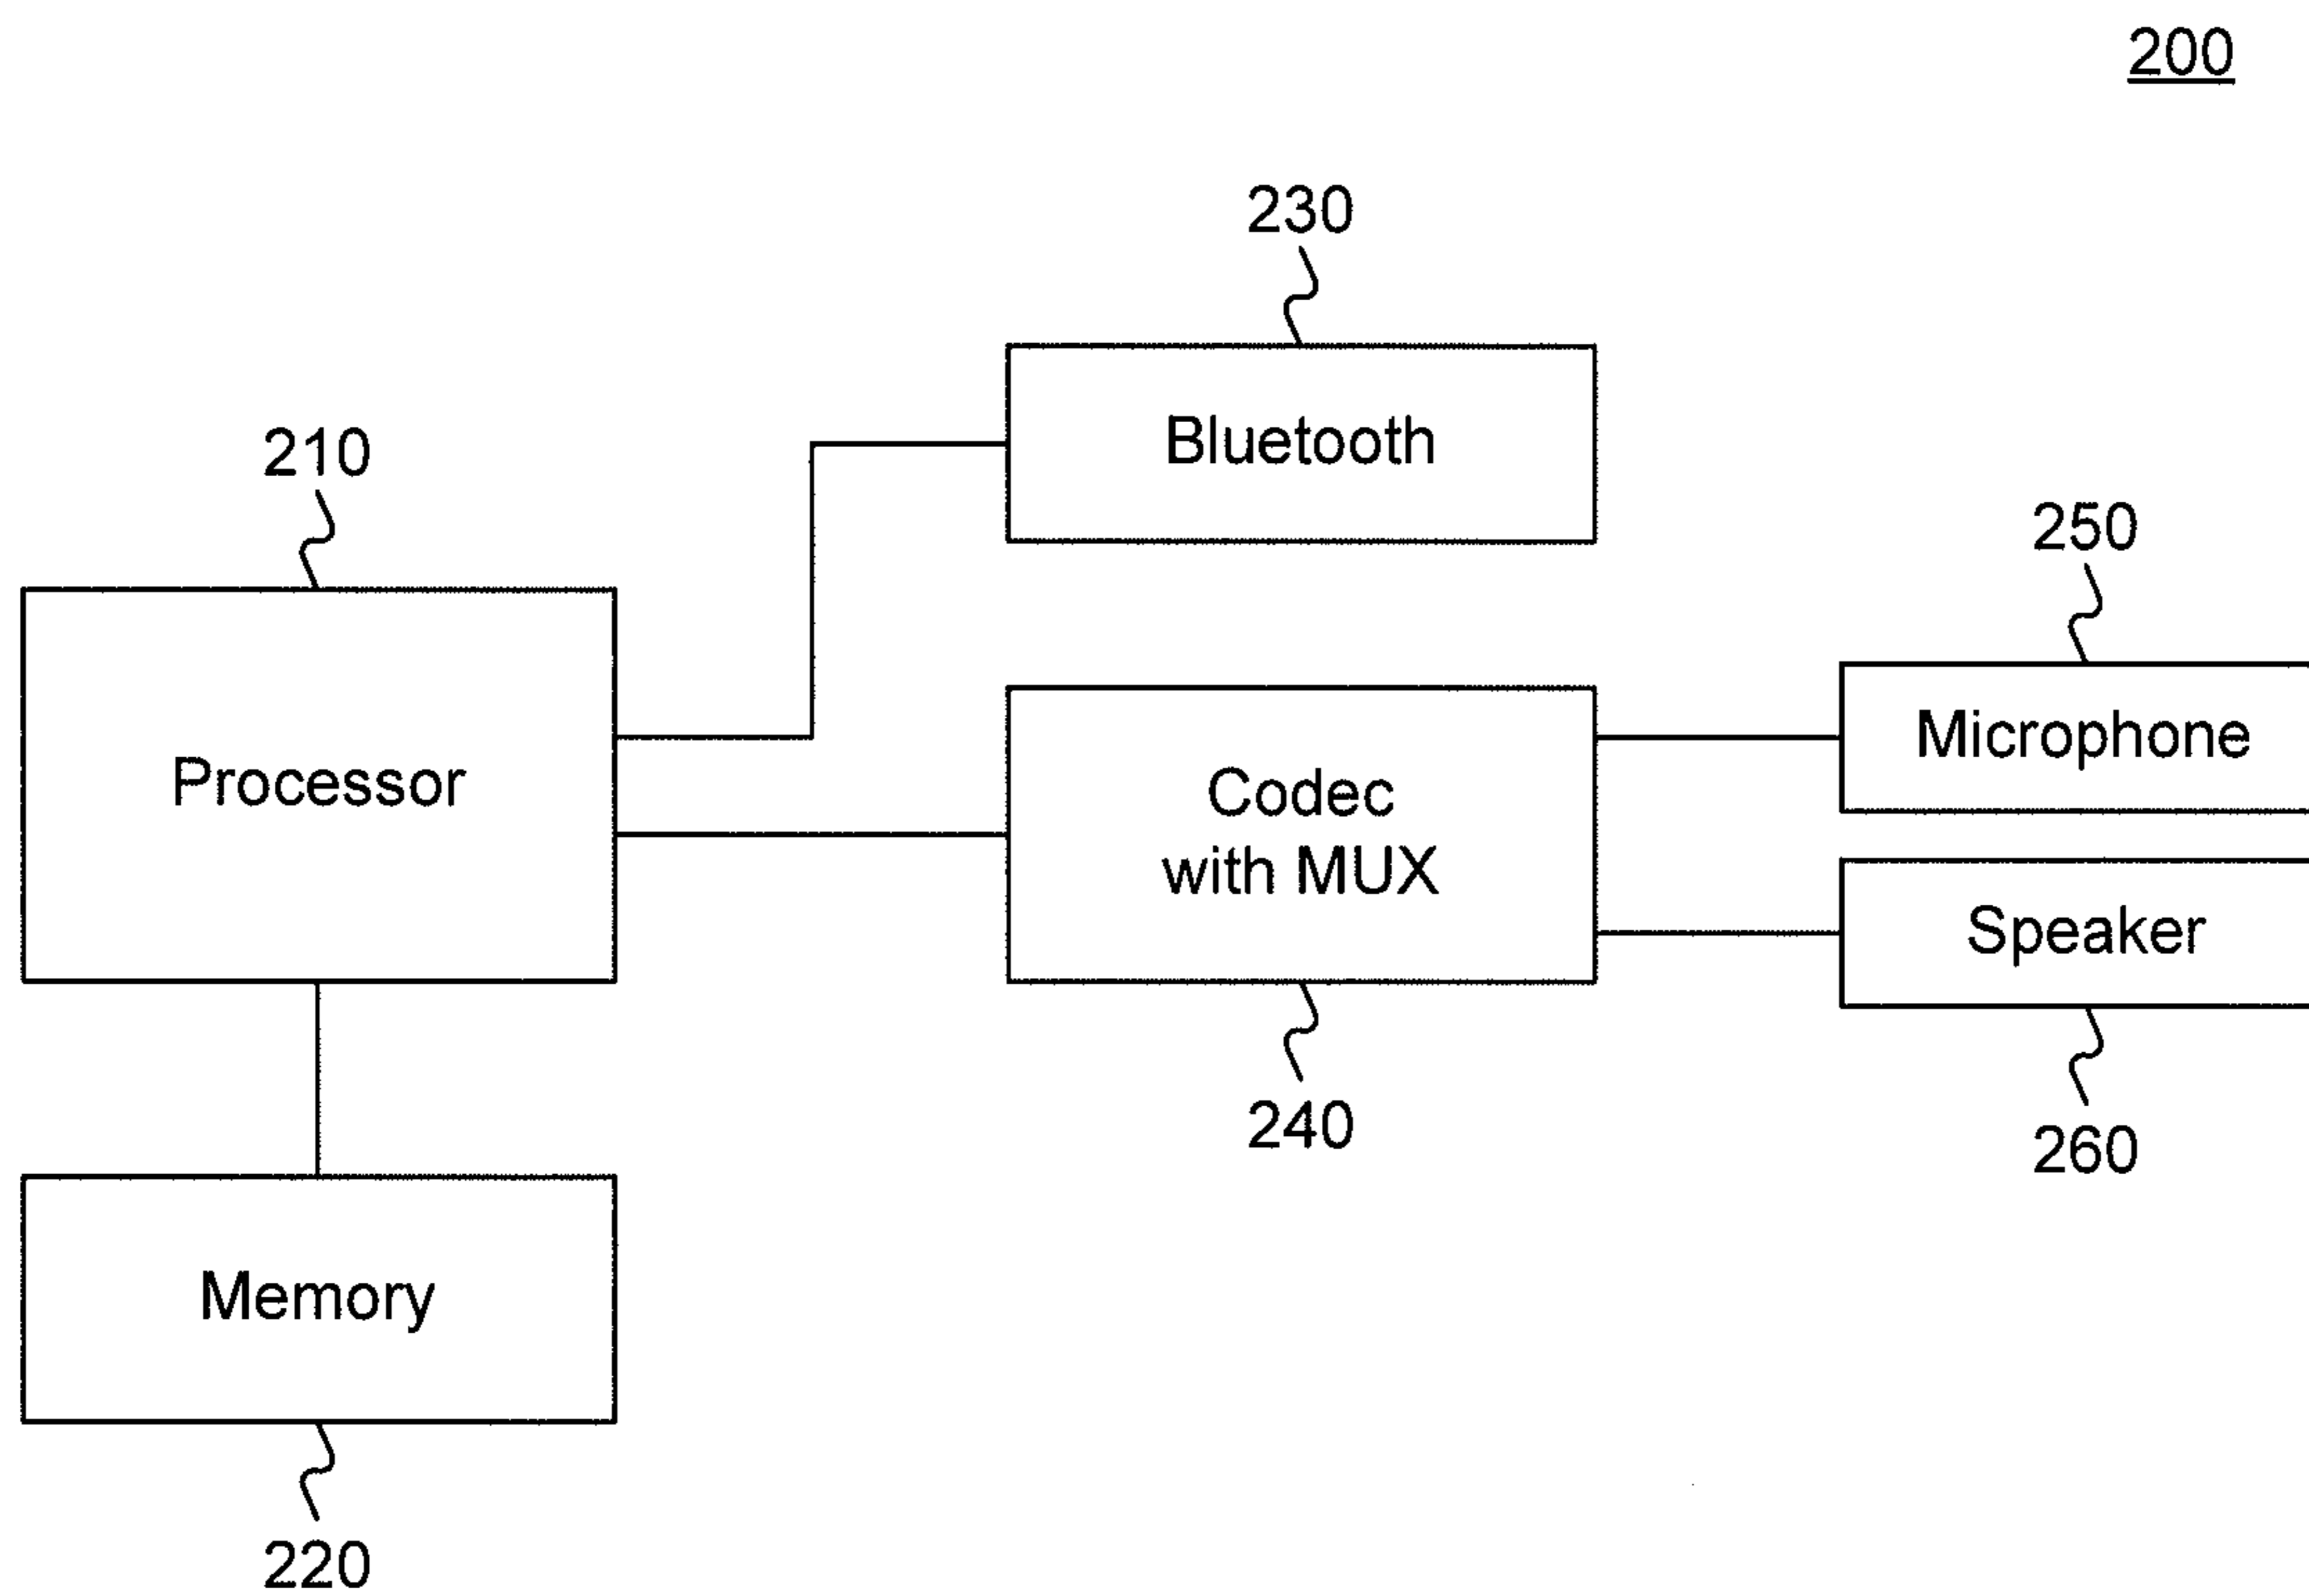 200
230
Bluetooth
210
250
Processor
Codec
with MUX
Microphone
Speaker
240
260
Memory
220